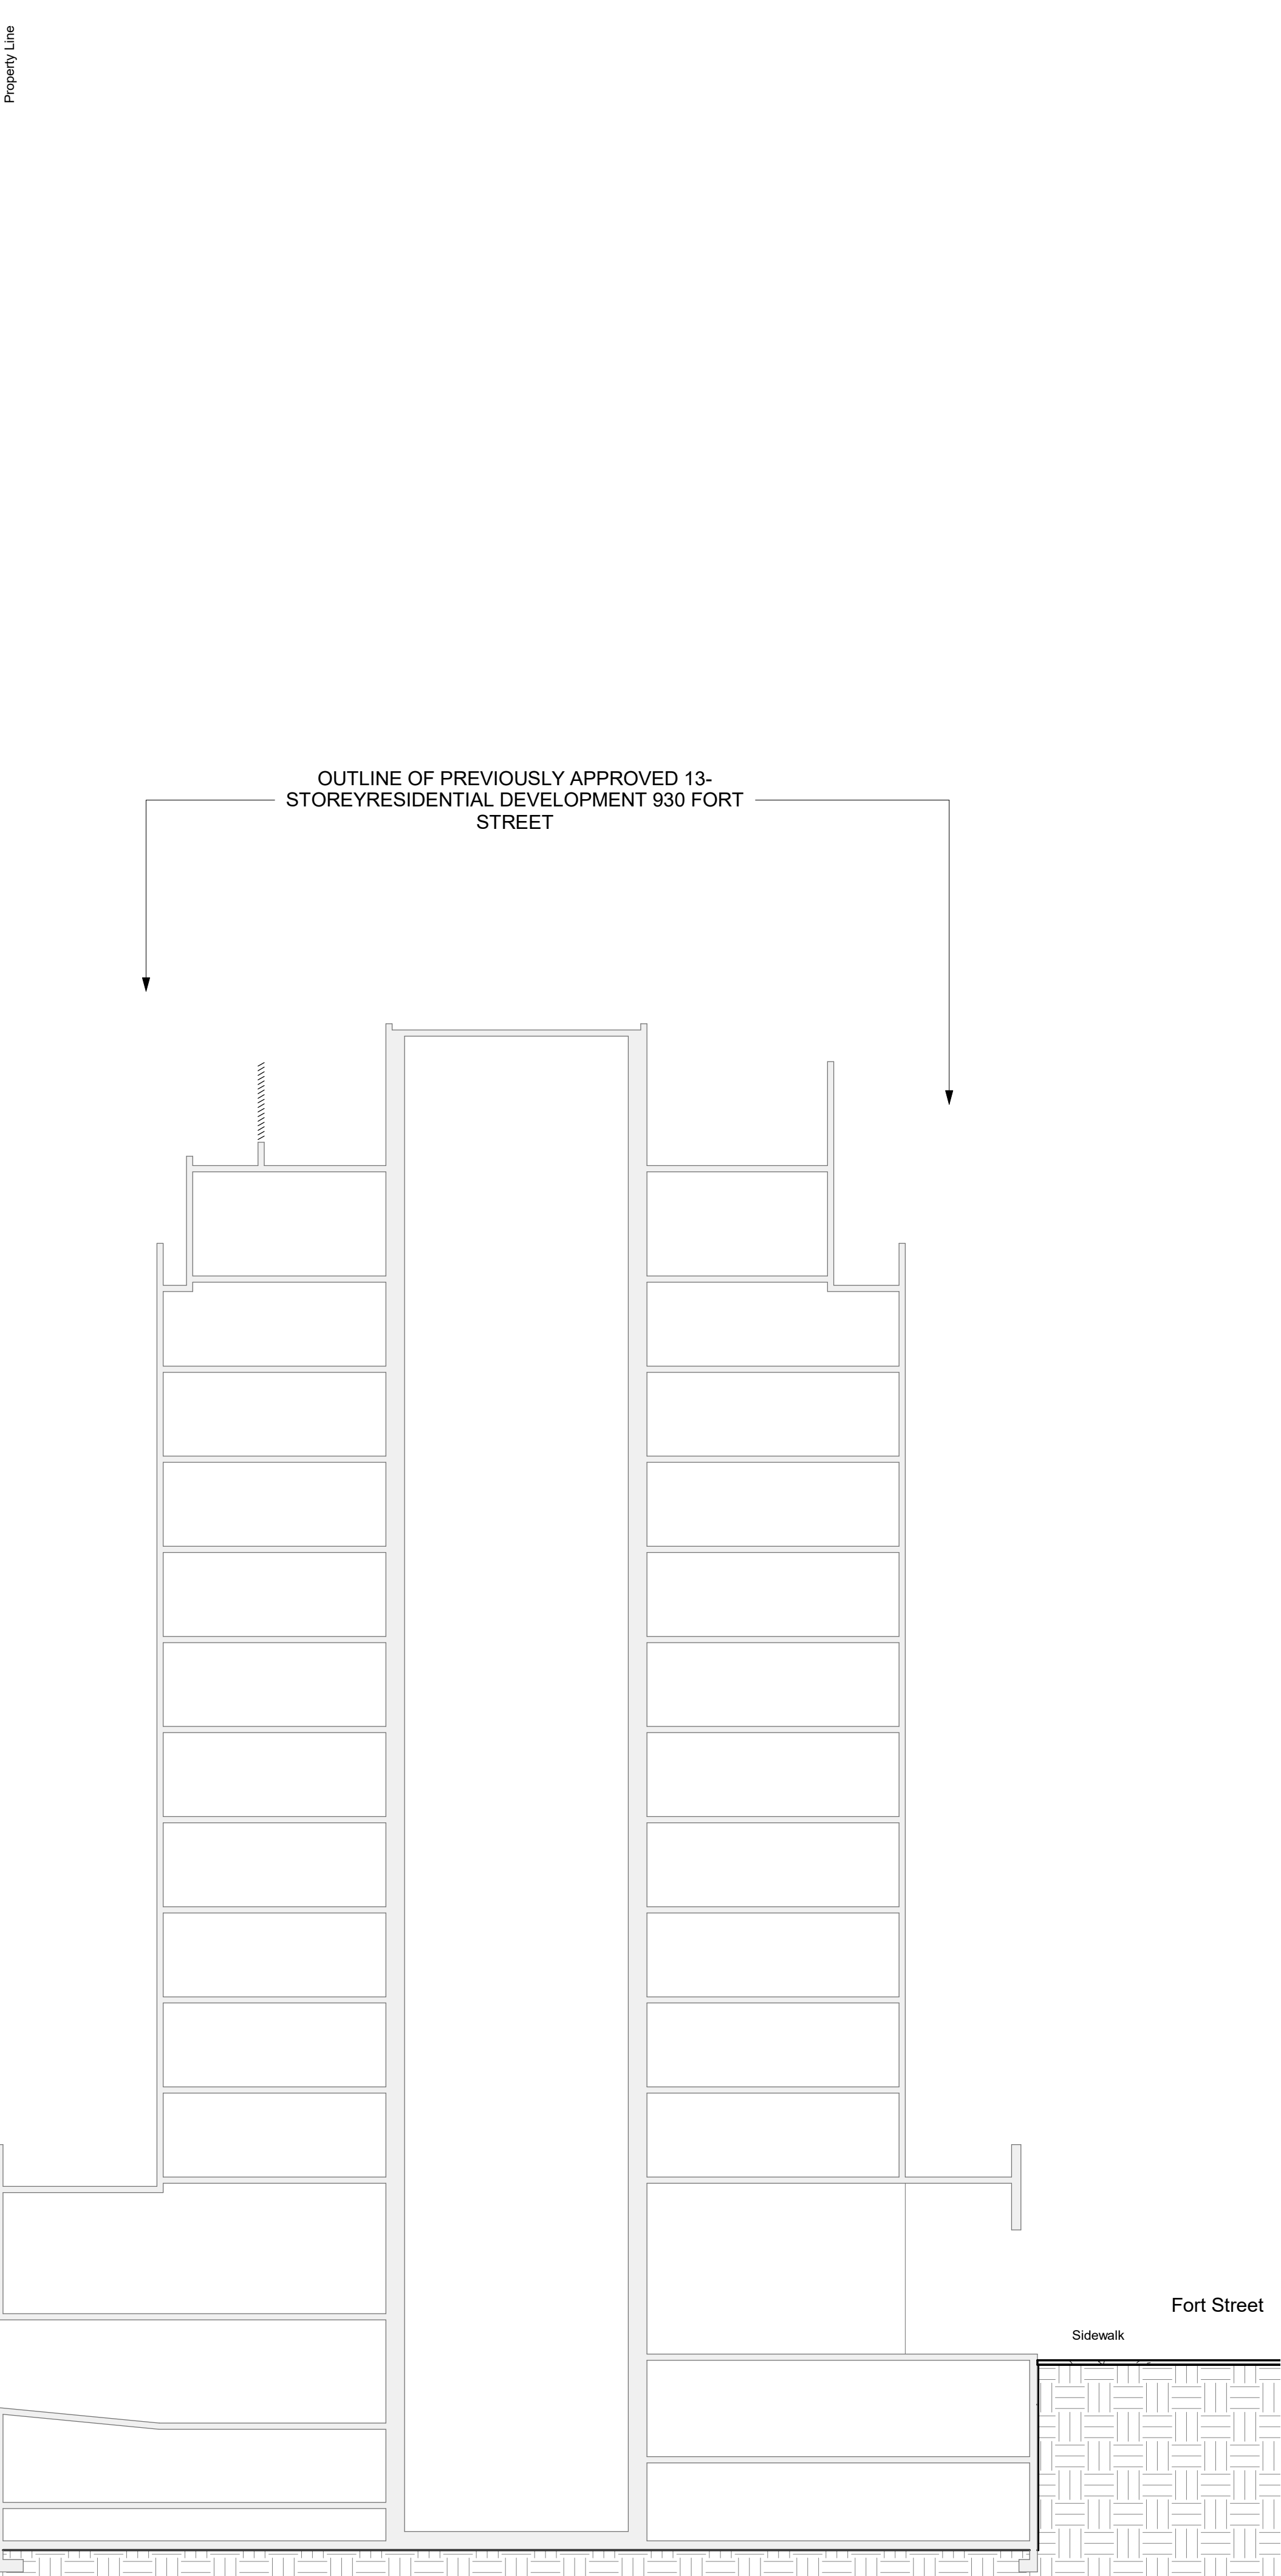 Property Line
OUTLINE OF PREVIOUSLY APPROVED 13-
STOREYRESIDENTIAL DEVELOPMENT 930 FORT
STREET
Fort Street
Sidewalk